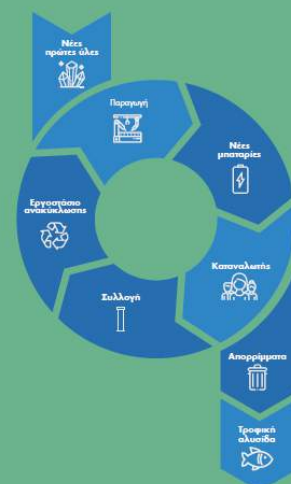 Νέες
πρώτες ύλες
Παραγωγή
Νέες
μπαταρίες
Εργοστάσιο
ανακύκλωσης
Καταναλωτής
Συλλογή
Απορρίμματα
Τροφική
αλυσίδα